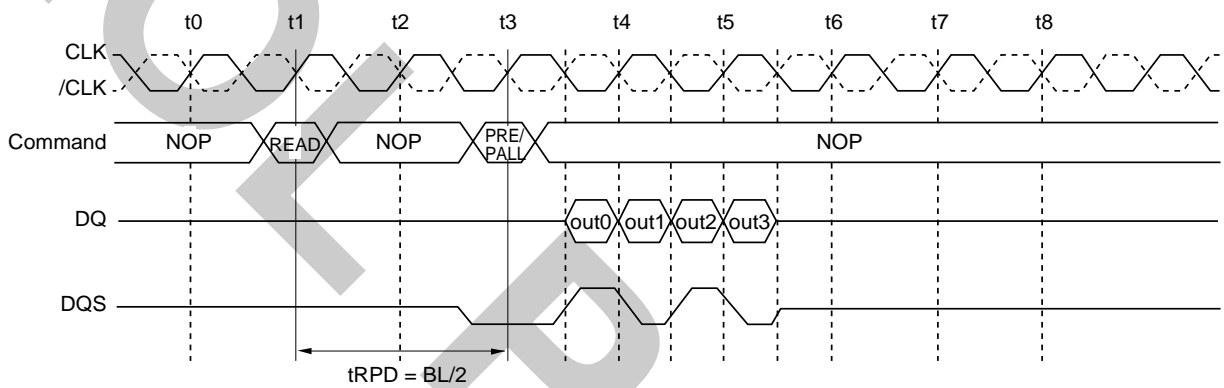 t0 t1 t2 t3 t4 t5 t6 t7 t8
CLK
/CLK
Command NOP READ NOP PRE/ PALL NOP
DQ out0 out1 out2 out3
DQS
tRPD = BL/2